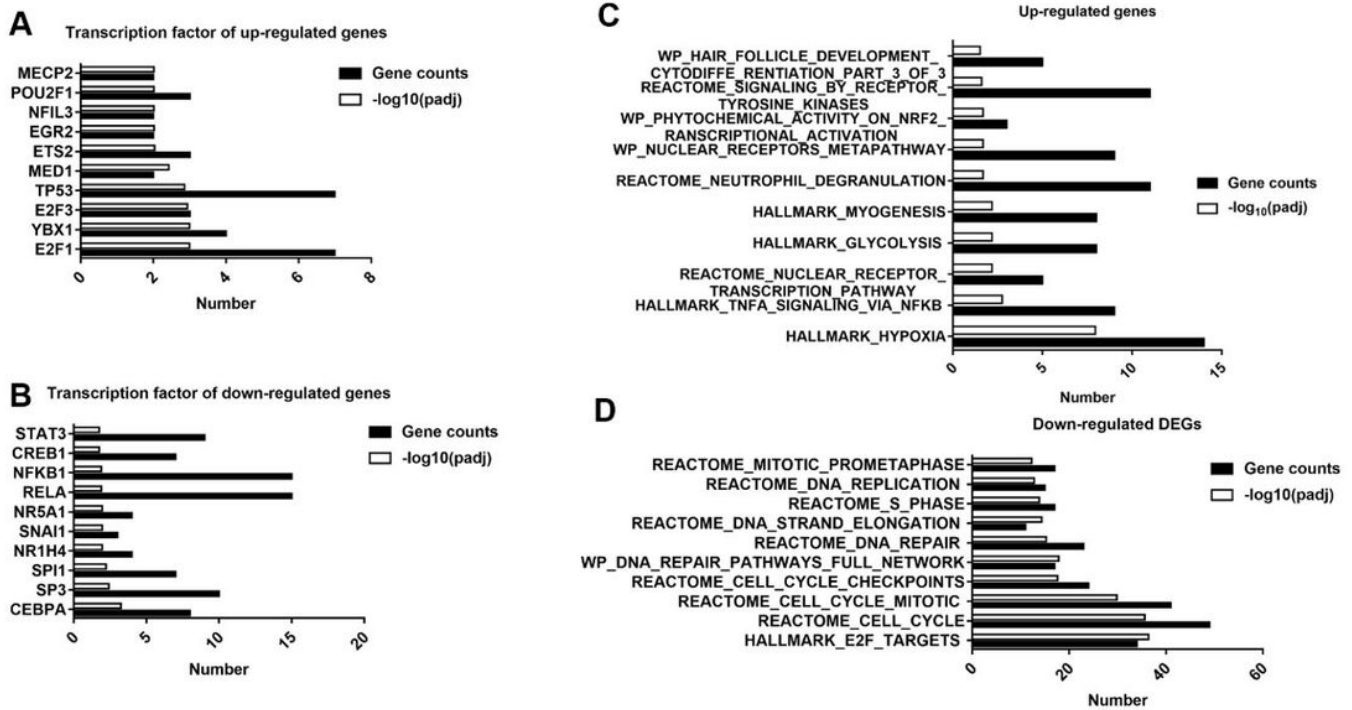 A
Transcription factor of up-regulated genes
MECP2
POU2F1
NFIL3
EGR2
ETS2
MED1
TP53
E2F3
YBX1
E2F1
0 2 4 6 8
Number
Gene counts
-log10(padj)
B
Transcription factor of down-regulated genes
STAT3
CREB1
NFKB1
RELA
NR5A1
SNAI1
NR1H4
SPI1
SP3
CEBPA
0 5 10 15 20
Number
Gene counts
-log10(padj)
C
Up-regulated genes
WP_HAIR_FOLLICLE_DEVELOPMENT_
CYTODIFFE_RENTIATION_PART_3_OF_3
REACTOME_SIGNALING_BY_RECEPTOR_
TYROSINE_KINASES
WP_PHYTOCHEMICAL_ACTIVITY_ON_NRF2_
RANSCRIPTIONAL_ACTIVATION
WP_NUCLEAR_RECEPTORS_METAPATHWAY
REACTOME_NEUTROPHIL_DEGRANULATION
HALLMARK_MYOGENESIS
HALLMARK_GLYCOLYSIS
REACTOME_NUCLEAR_RECEPTOR_
TRANSCRIPTION_PATHWAY
HALLMARK_TNFA_SIGNALING_VIA_NFKB
HALLMARK_HYPOXIA
0 5 10 15
Number
Gene counts
-log10(padj)
D
Down-regulated DEGs
REACTOME_MITOTIC_PROMETAPHASE
REACTOME_DNA_REPLICATION
REACTOME_S_PHASE
REACTOME_DNA_STRAND_ELONGATION
REACTOME_DNA_REPAIR
WP_DNA_REPAIR_PATHWAYS_FULL_NETWORK
REACTOME_CELL_CYCLE_CHECKPOINTS
REACTOME_CELL_CYCLE_MITOTIC
REACTOME_CELL_CYCLE
HALLMARK_E2F_TARGETS
0 20 40 60
Number
Gene counts
-log10(padj)